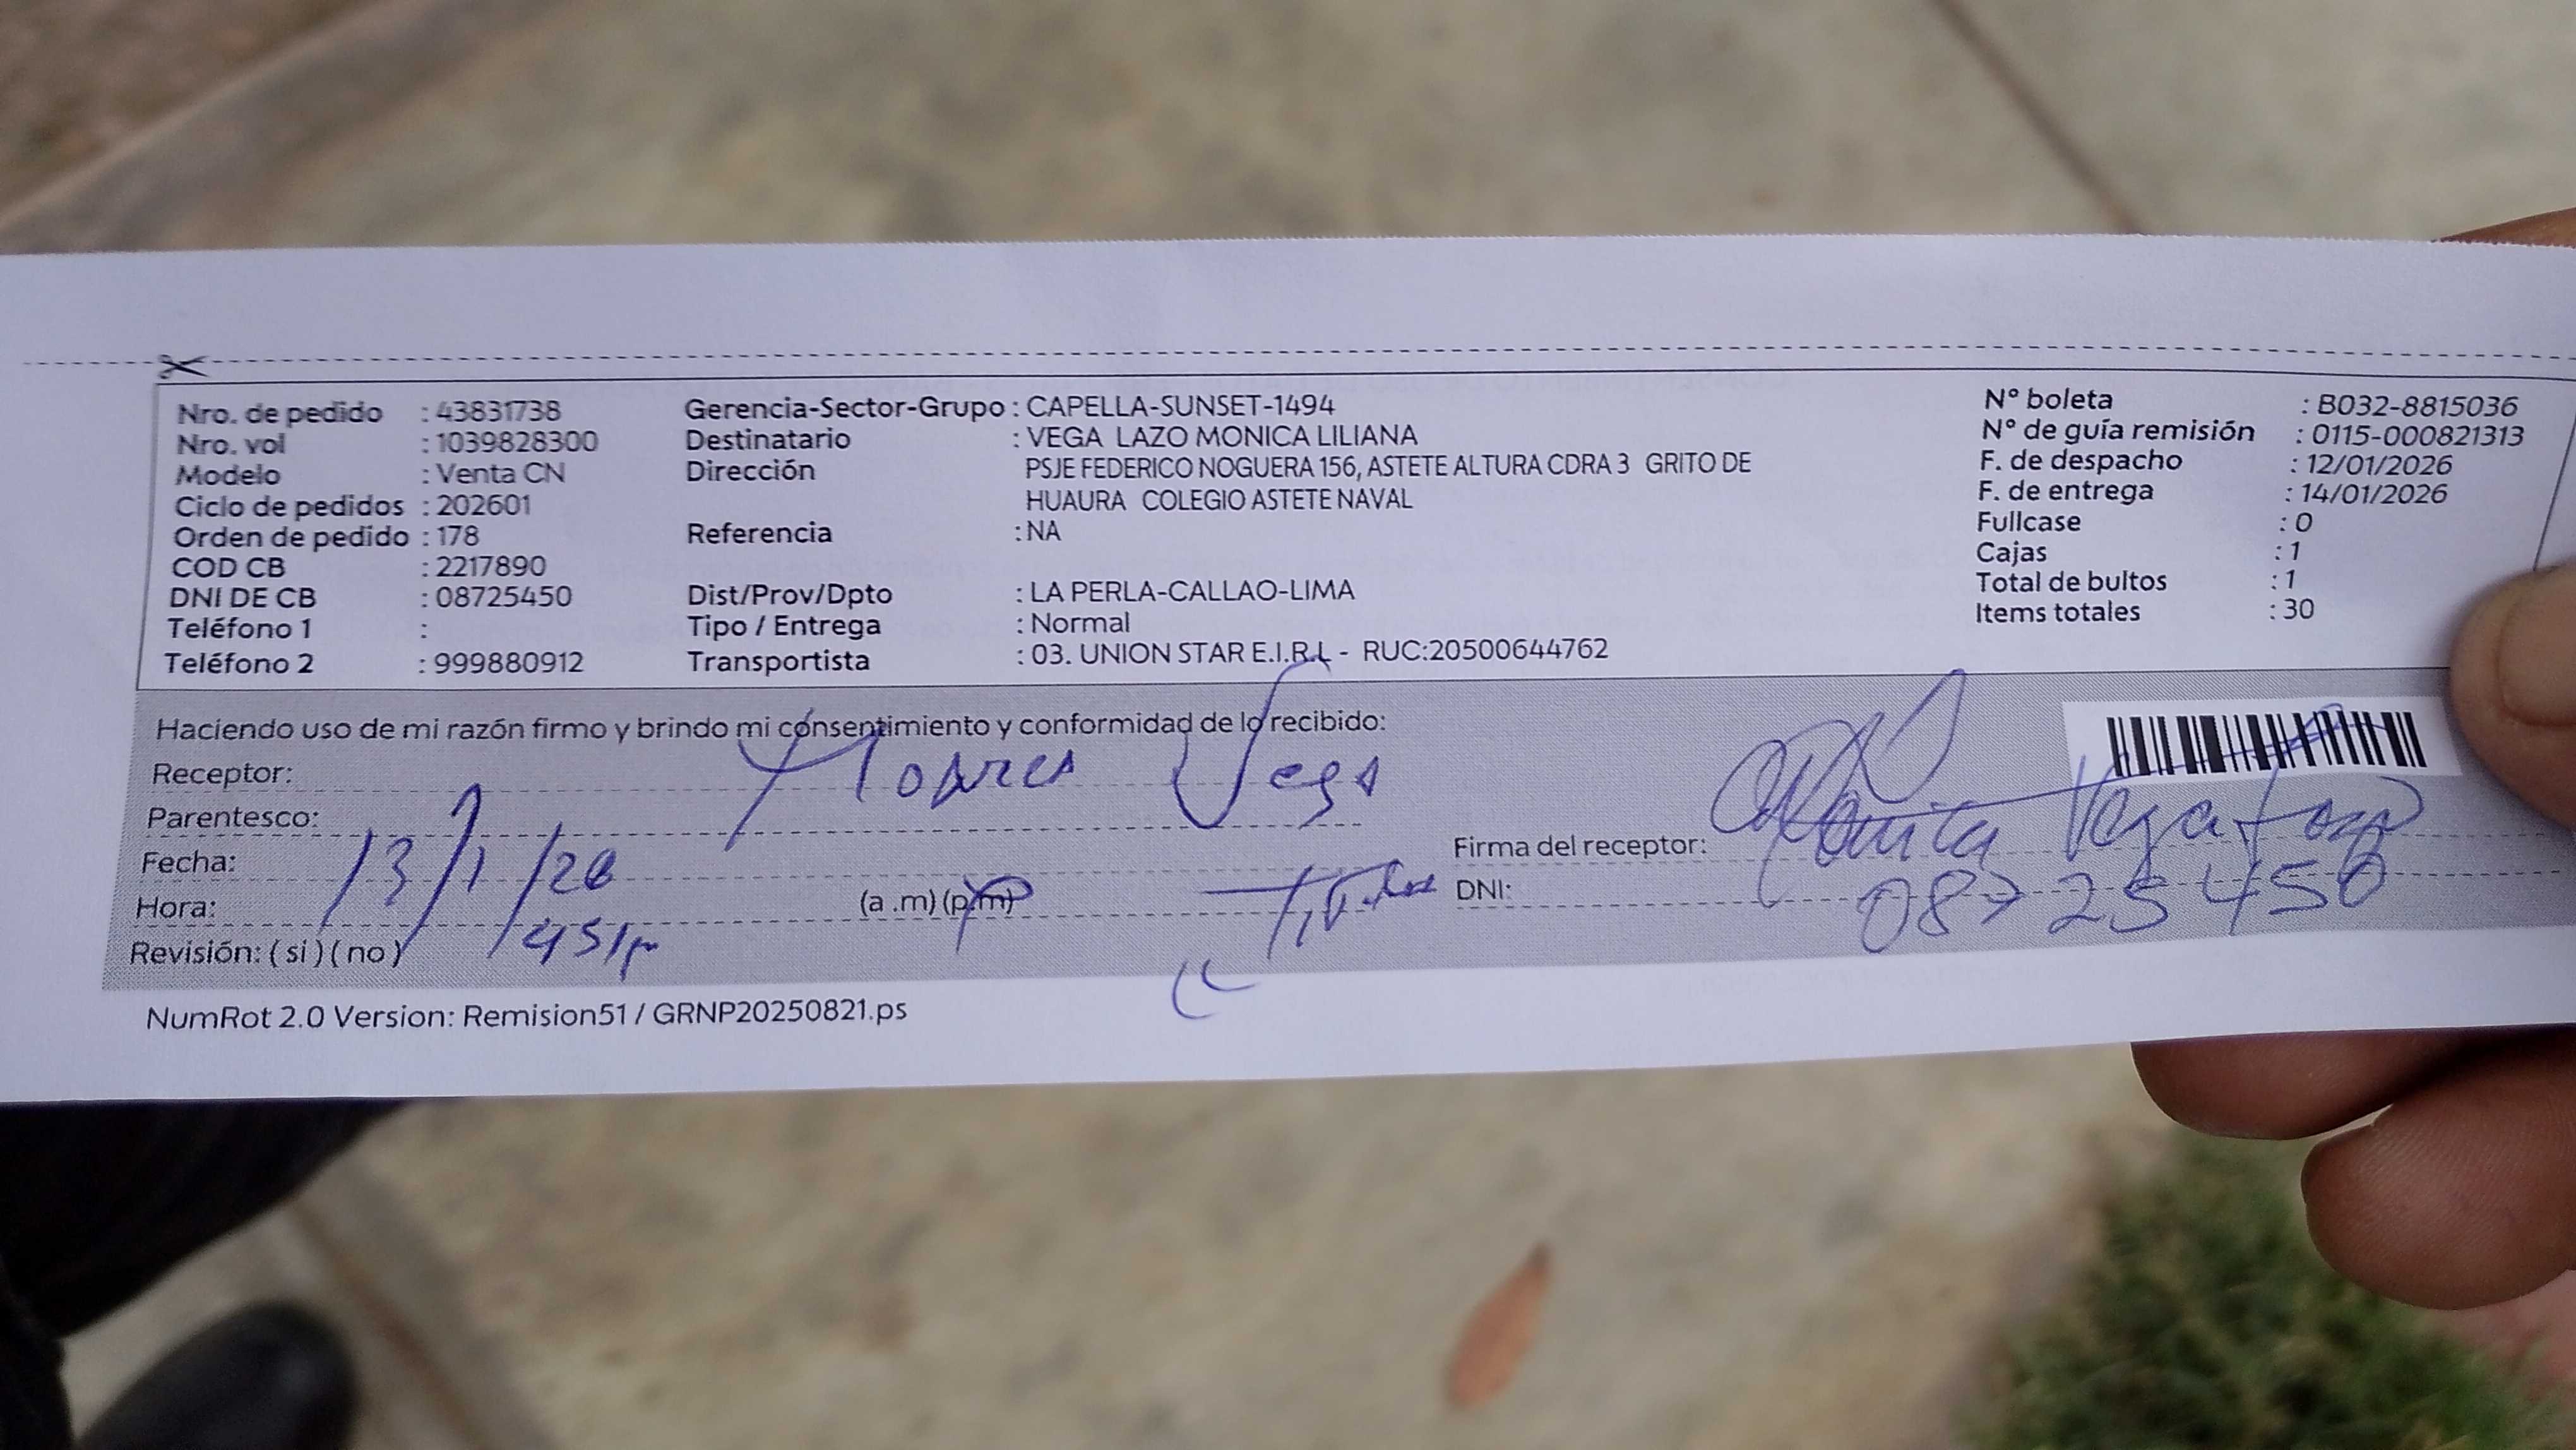 Nro. de pedido : 43831738 Gerencia-Sector-Grupo : CAPELLA-SUNSET-1494 N° boleta : B032-8815036
Nro. vol : 1039828300 Destinatario : VEGA LAZO MONICA LILIANA N° de guía remisión : 0115-000821313
Modelo : Venta CN Dirección PSJE FEDERICO NOGUERA 156, ASTETE ALTURA CDRA 3 GRITO DE F. de despacho : 12/01/2026
Ciclo de pedidos : 202601 HUAURA COLEGIO ASTETE NAVAL F. de entrega : 14/01/2026
Orden de pedido : 178 Referencia : NA Fullcase : 0
COD CB : 2217890 Cajas : 1
DNI DE CB : 08725450 Dist/Prov/Dpto : LA PERLA-CALLAO-LIMA Total de bultos : 1
Teléfono 1 : Tipo / Entrega : Normal Items totales : 30
Teléfono 2 : 999880912 Transportista : 03. UNION STAR E.I.R.L - RUC:20500644762
Haciendo uso de mi razón firmo y brindo mi consentimiento y conformidad de lo recibido:
Receptor: Vega
Parentesco:
Fecha: 13/1/26 Firma del receptor: Vega
Hora: (a .m) (p.m) DNI: 08725450
Revisión: ( si ) ( no )
NumRot 2.0 Version: Remision51 / GRNP20250821.ps